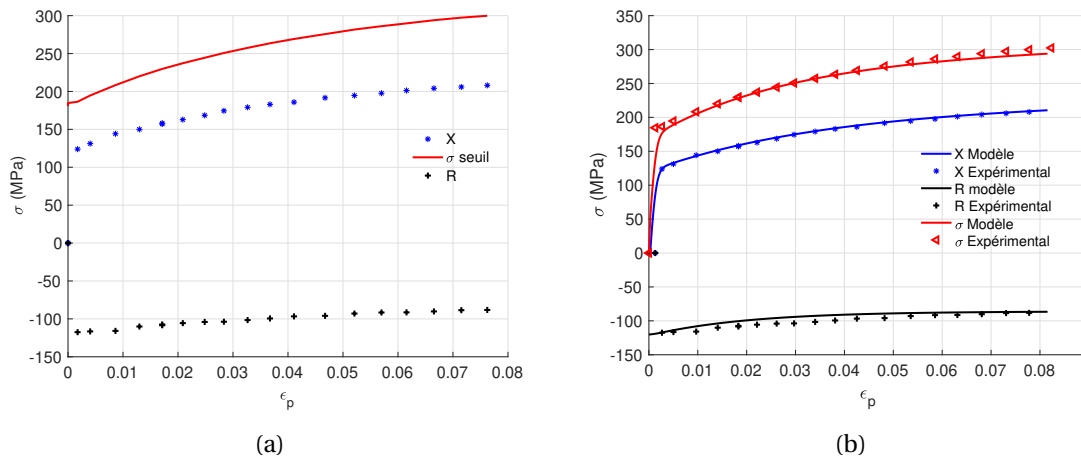 300
250
200
150
100
50
0
-50
-100
-150
σ (MPa)
0
0.01
0.02
0.03
0.04
0.05
0.06
0.07
0.08
ϵp
X
σ seuil
R
(a)
350
300
250
200
150
100
50
0
-50
-100
-150
σ (MPa)
0
0.01
0.02
0.03
0.04
0.05
0.06
0.07
0.08
ϵp
X Modèle
X Expérimental
R modèle
R Expérimental
σ Modèle
σ Expérimental
(b)